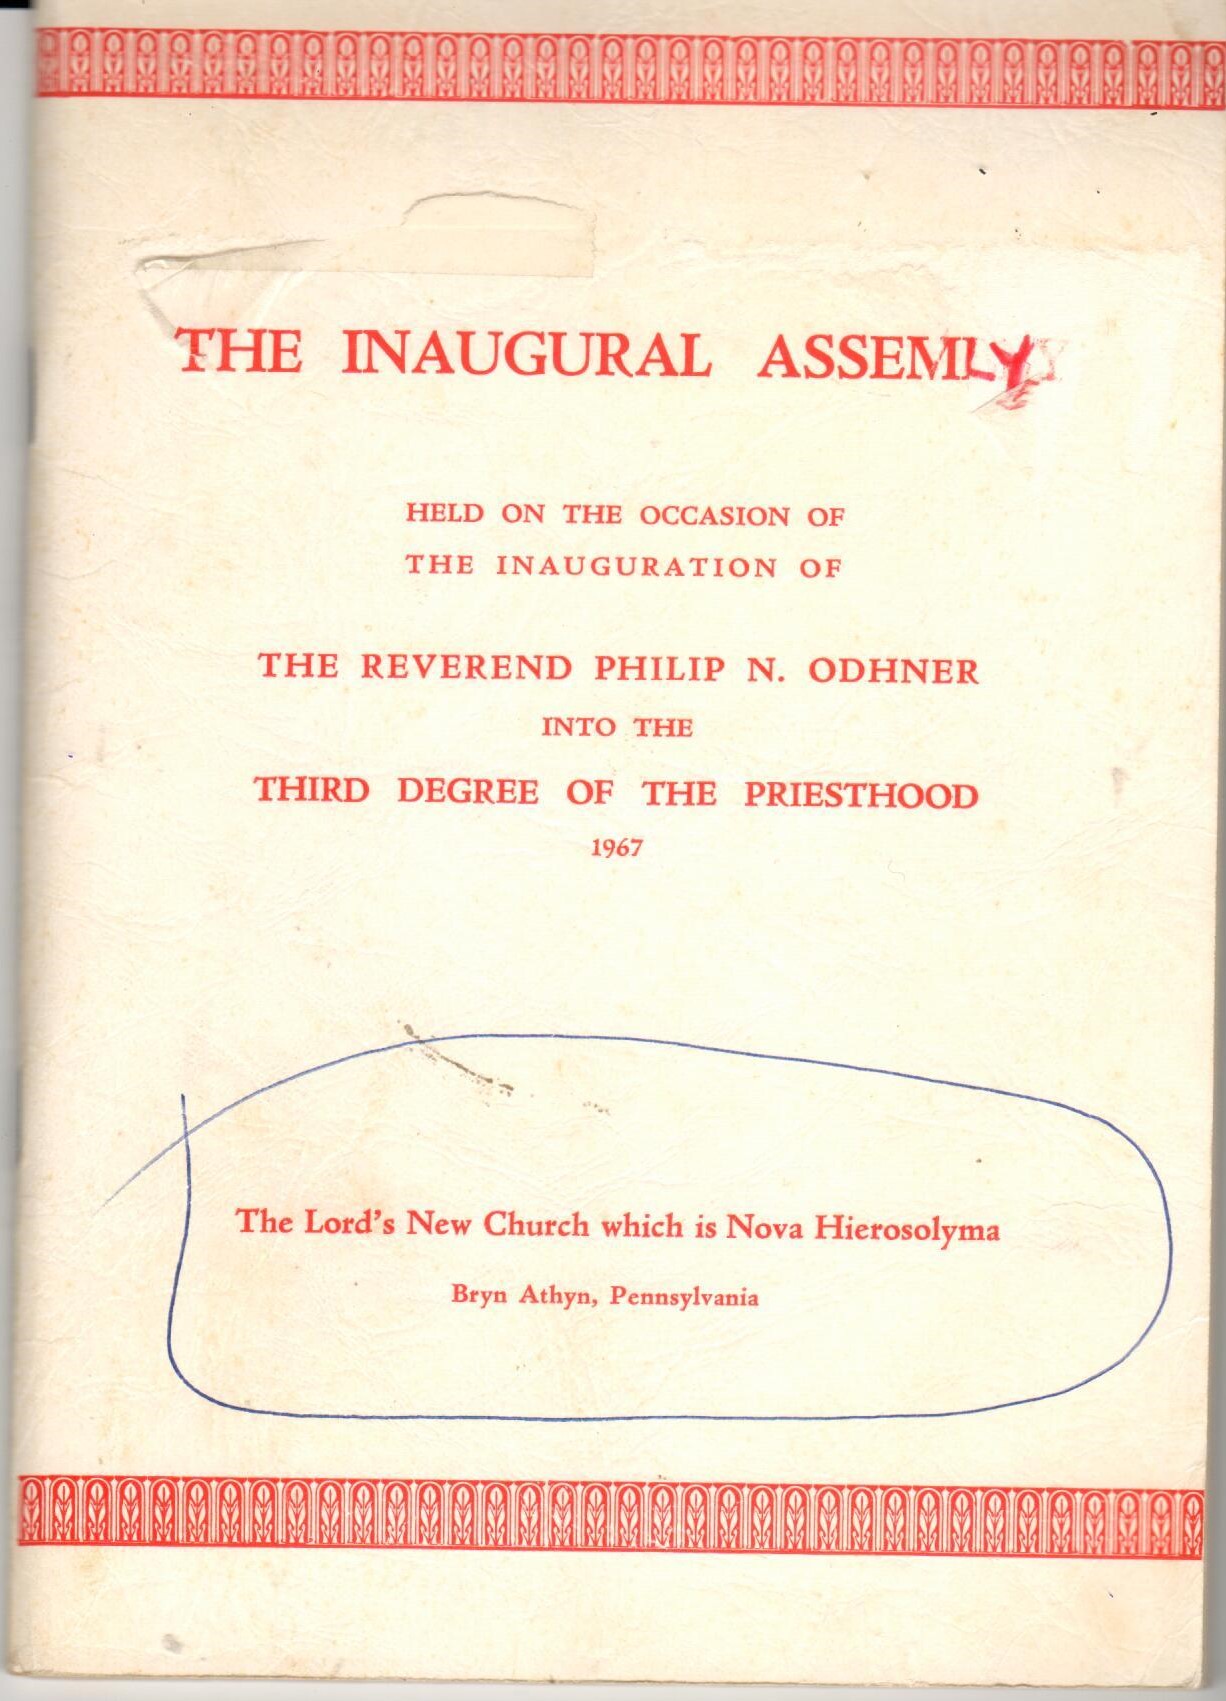 THE INAUGURAL ASSEMLY
HELD ON THE OCCASION OF
THE INAUGURATION OF
THE REVEREND PHILIP N. ODHNER
INTO THE
THIRD DEGREE OF THE PRIESTHOOD
1967
The Lord's New Church which is Nova Hierosolyma
Bryn Athyn, Pennsylvania